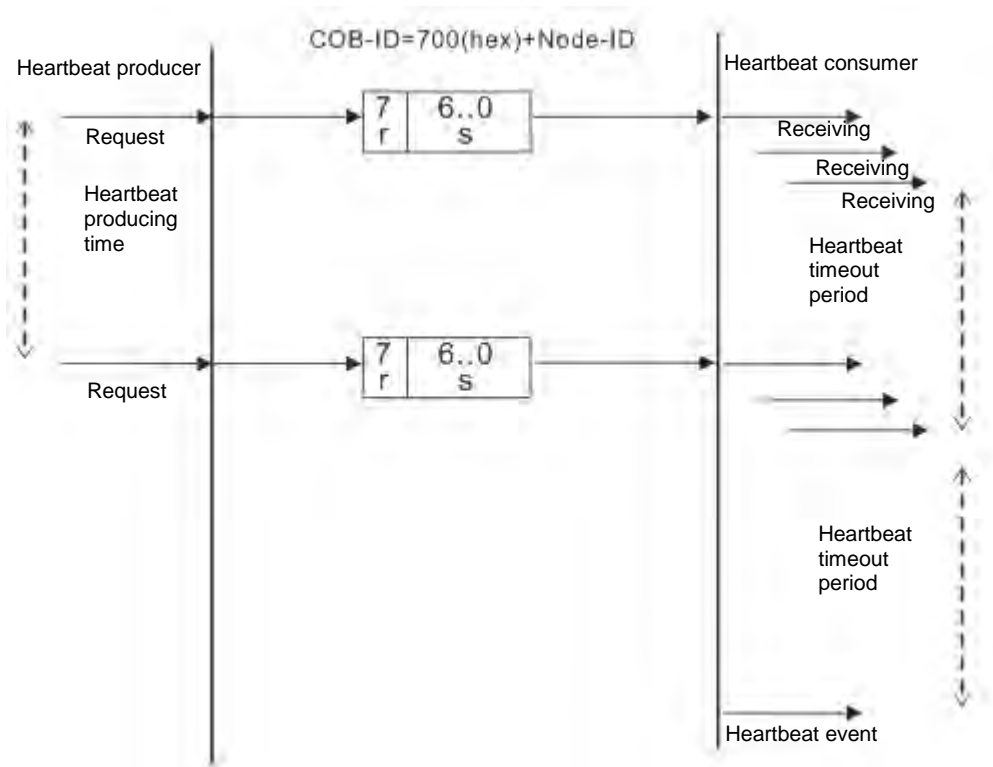 COB-ID=700(hex)+Node-ID
Heartbeat producer
Heartbeat consumer
7
6..0
r
s
Request
Receiving
Receiving
Receiving
Heartbeat
producing
time
Heartbeat
timeout
period
7
6..0
r
s
Request
Heartbeat
timeout
period
Heartbeat event